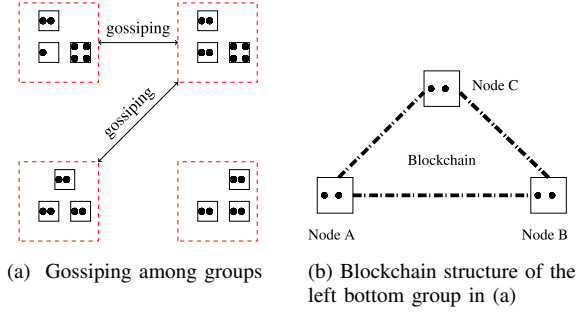 gossiping
gossiping
(a) Gossiping among groups
Node C
Blockchain
Node A
Node B
(b) Blockchain structure of the
left bottom group in (a)